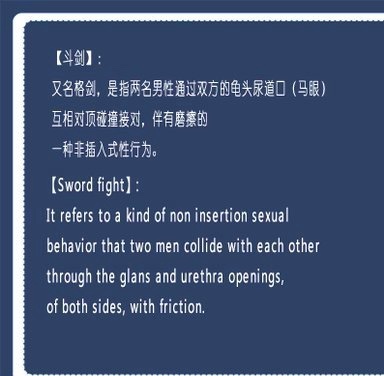 【斗剑】:
又名格剑，是指两名男性通过双方的龟头尿道□（马眼）
互相对顶碰撞接对，伴有磨擦的
一种非插入式性行为。
【Sword fight】:
It refers to a kind of non insertion sexual
behavior that two men collide with each other
through the glans and urethra openings,
of both sides, with friction.